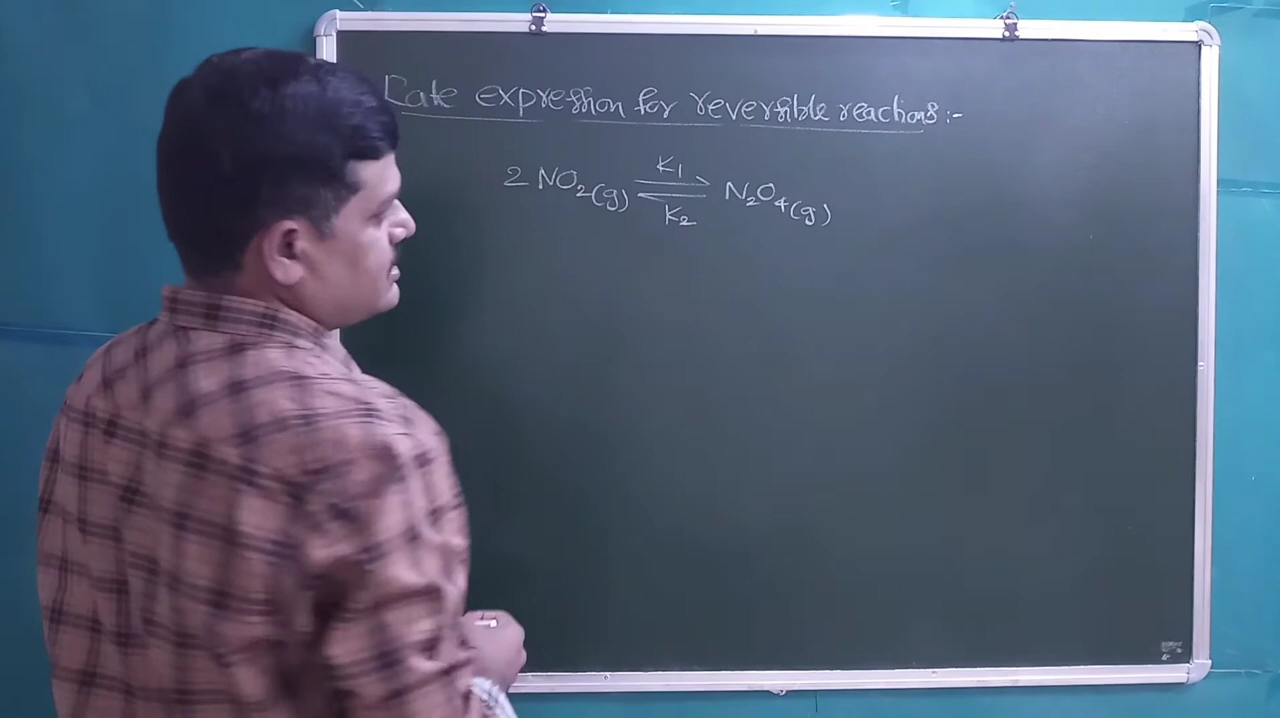 Rate expression for reversible reactions :-
2 NO2(g) ⇌ N2O4(g)
K1
K2